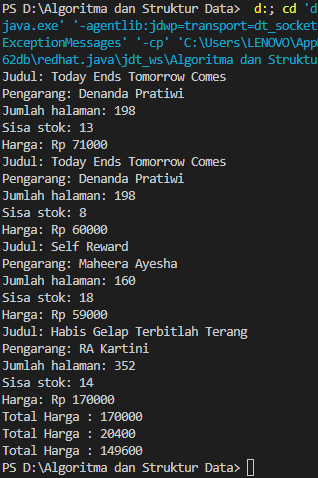 PS D:\Algoritma dan Struktur Data>  d:; cd 'd
java.exe' '-agentlib:jdwp=transport=dt_socket
ExceptionMessages' '-cp' 'C:\Users\LENOVO\App
62db\redhat.java\jdt_ws\Algoritma dan Struktu
Judul: Today Ends Tomorrow Comes
Pengarang: Denanda Pratiwi
Jumlah halaman: 198
Sisa stok: 13
Harga: Rp 71000
Judul: Today Ends Tomorrow Comes
Pengarang: Denanda Pratiwi
Jumlah halaman: 198
Sisa stok: 8
Harga: Rp 60000
Judul: Self Reward
Pengarang: Maheera Ayesha
Jumlah halaman: 160
Sisa stok: 18
Harga: Rp 59000
Judul: Habis Gelap Terbitlah Terang
Pengarang: RA Kartini
Jumlah halaman: 352
Sisa stok: 14
Harga: Rp 170000
Total Harga : 170000
Total Harga : 20400
Total Harga : 149600
PS D:\Algoritma dan Struktur Data>